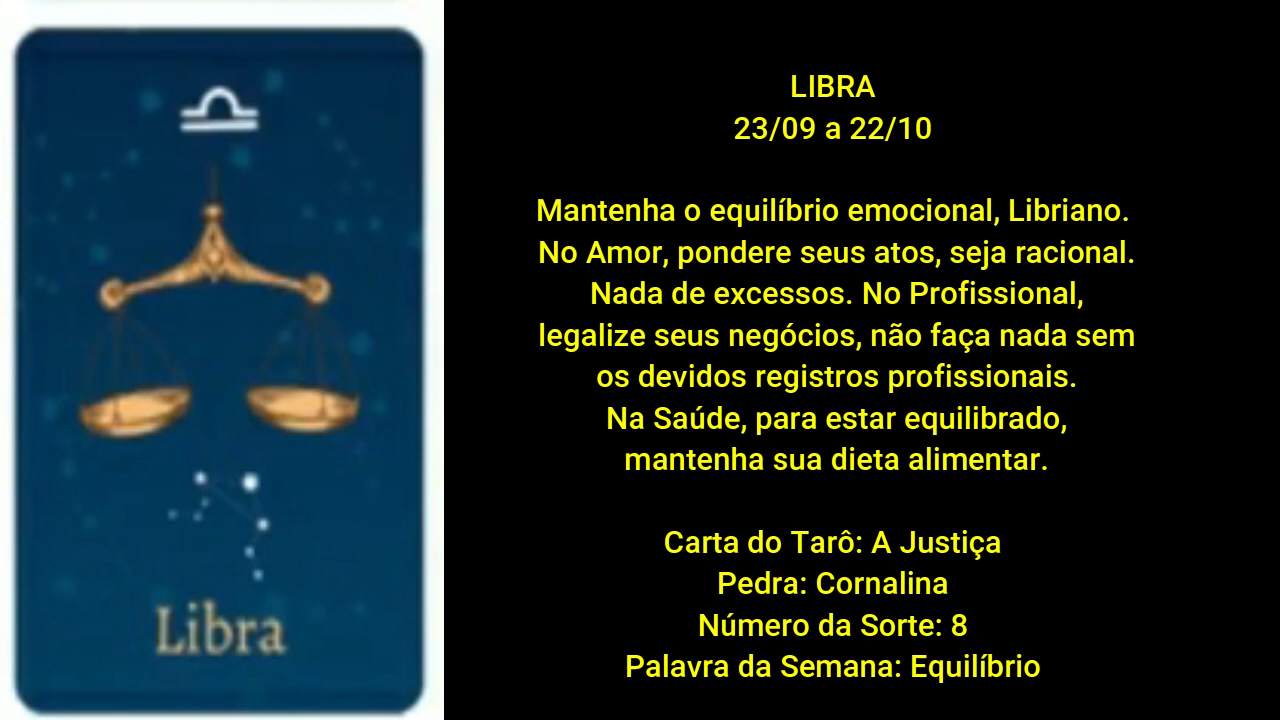 Libra
LIBRA
23/09 a 22/10
Mantenha o equilíbrio emocional, Libriano.
No Amor, pondere seus atos, seja racional.
Nada de excessos. No Profissional,
legalize seus negócios, não faça nada sem
os devidos registros profissionais.
Na Saúde, para estar equilibrado,
mantenha sua dieta alimentar.
Carta do Tarô: A Justiça
Pedra: Cornalina
Número da Sorte: 8
Palavra da Semana: Equilíbrio